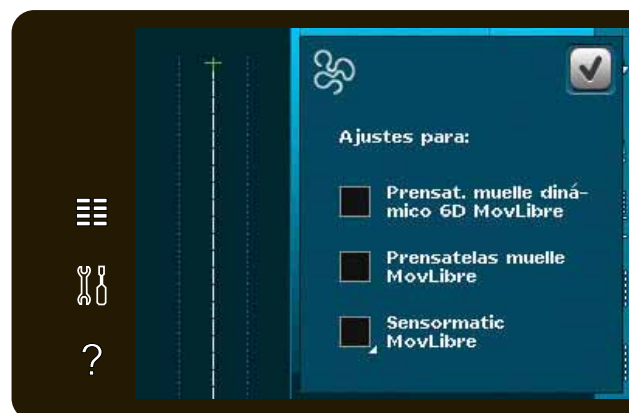 Ajustes para:
Prensat. muelle diná-
mico 6D MovLibre
Prensatelas muelle
MovLibre
Sensormatic
MovLibre
?